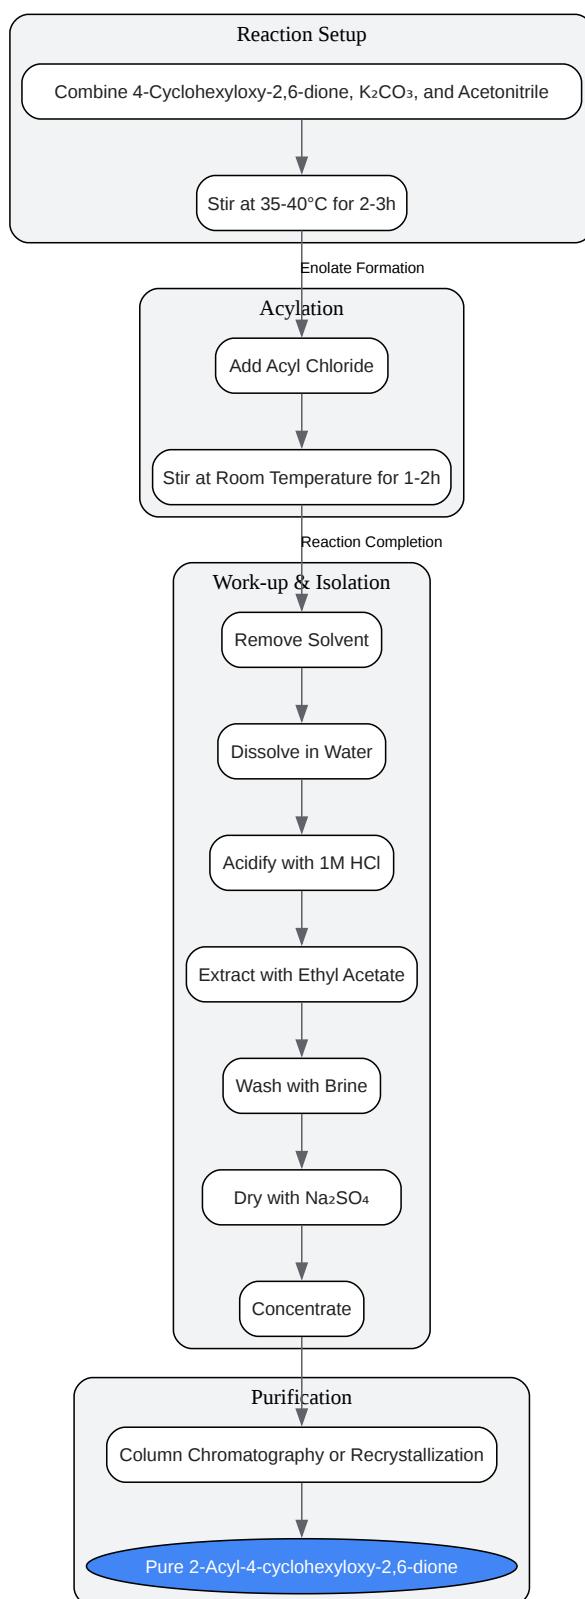 Reaction Setup
Combine 4-Cyclohexyloxy-2,6-dione, K₂CO₃, and Acetonitrile
Stir at 35-40°C for 2-3h
Enolate Formation
Acylation
Add Acyl Chloride
Stir at Room Temperature for 1-2h
Reaction Completion
Work-up & Isolation
Remove Solvent
Dissolve in Water
Acidify with 1M HCl
Extract with Ethyl Acetate
Wash with Brine
Dry with Na₂SO₄
Concentrate
Purification
Column Chromatography or Recrystallization
Pure 2-Acyl-4-cyclohexyloxy-2,6-dione